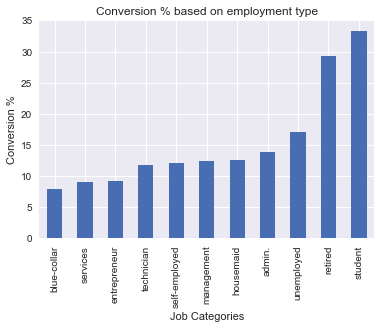 Conversion % based on employment type
35
30
25
20
15
10
5
0
Conversion %
blue-collar
services
entrepreneur
technician
self-employed
management
housemaid
admin.
unemployed
retired
student
Job Categories